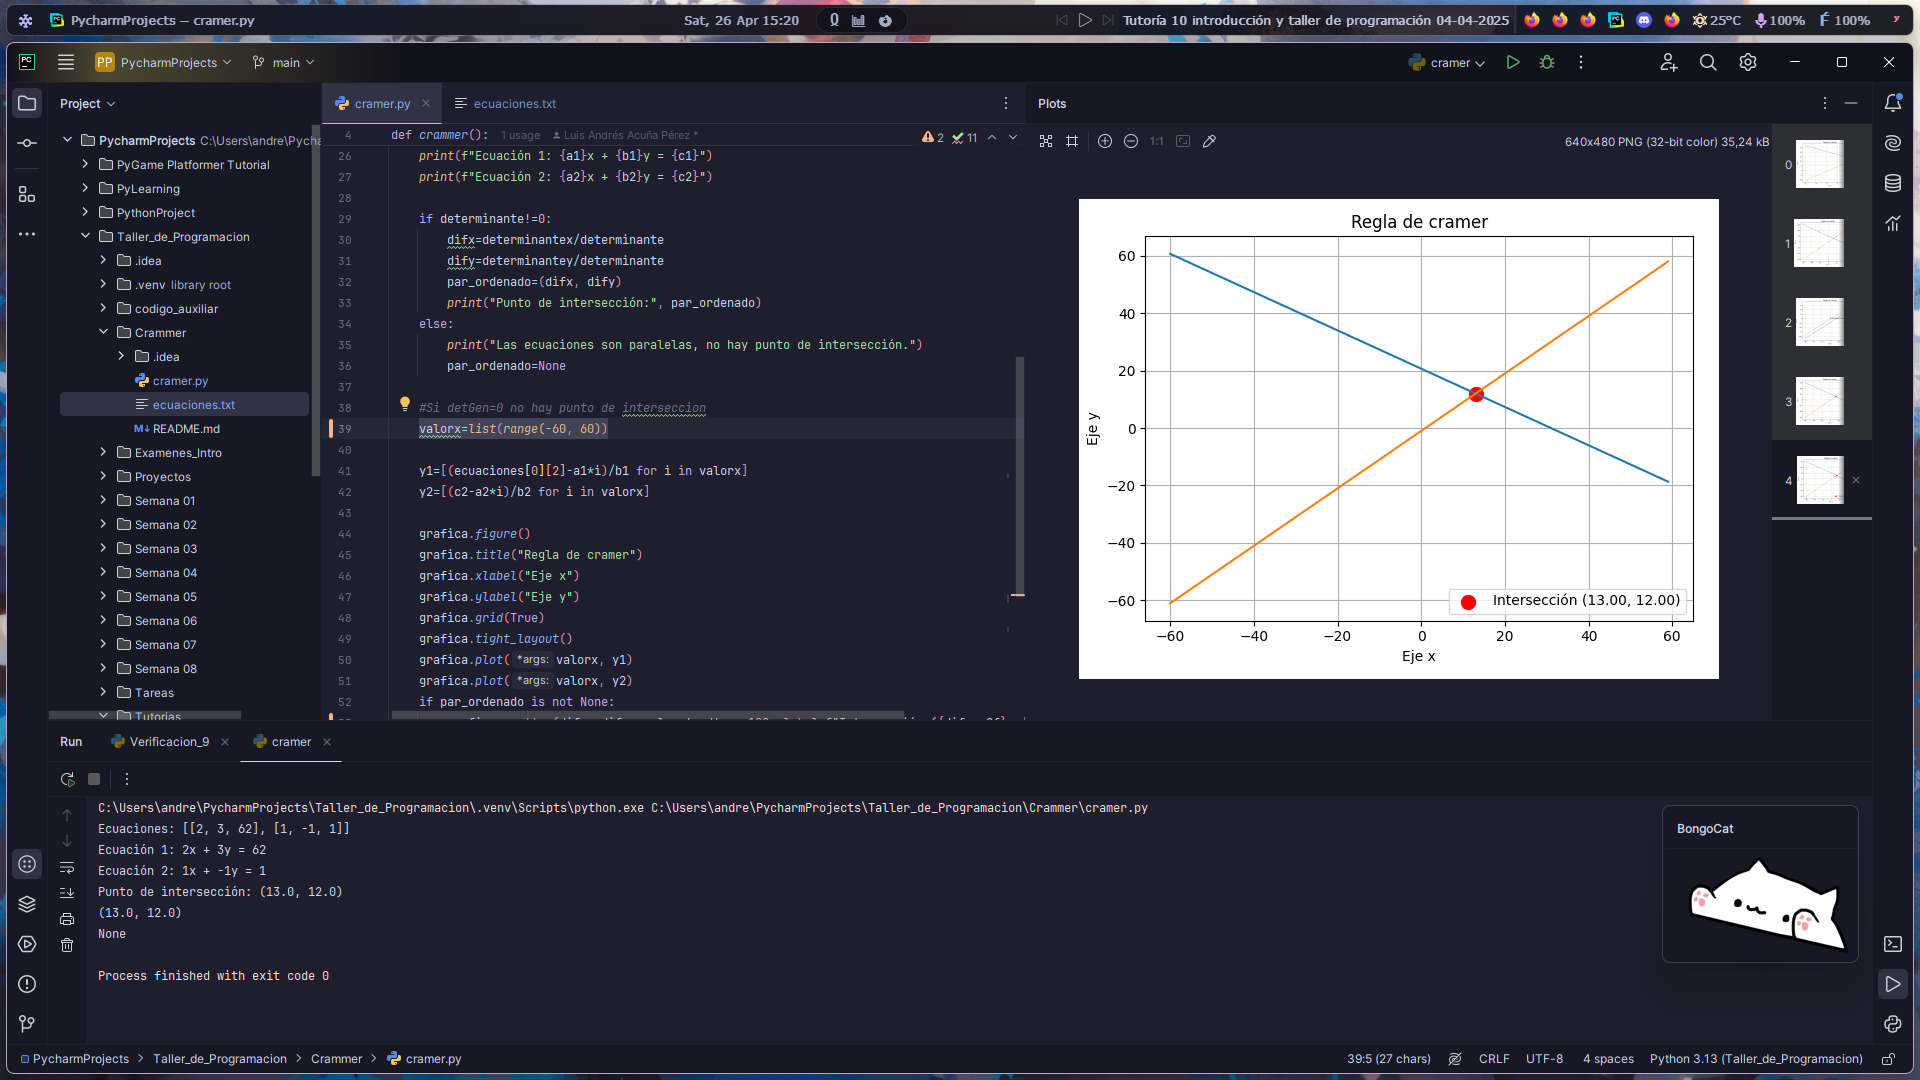 PycharmProjects – cramer.py
Sat, 26 Apr 15:20
Tutoría 10 introducción y taller de programación 04-04-2025
25°C
100%
100%
PC
PP PycharmProjects
main
cramer
Project
PycharmProjects C:\Users\andre\Pycha
PyGame Platformer Tutorial
PyLearning
PythonProject
Taller_de_Programacion
.idea
.venv library root
codigo_auxiliar
Crammer
.idea
cramer.py
ecuaciones.txt
README.md
Examenes_Intro
Proyectos
Semana 01
Semana 02
Semana 03
Semana 04
Semana 05
Semana 06
Semana 07
Semana 08
Tareas
Tutorias
cramer.py
ecuaciones.txt
4 def crammer(): 1 usage Luis Andrés Acuña Pérez *
2 11
26 print(f"Ecuación 1: {a1}x + {b1}y = {c1}")
27 print(f"Ecuación 2: {a2}x + {b2}y = {c2}")
28
29 if determinante!=0:
30 difx=determinantex/determinante
31 dify=determinantey/determinante
32 par_ordenado=(difx, dify)
33 print("Punto de intersección:", par_ordenado)
34 else:
35 print("Las ecuaciones son paralelas, no hay punto de intersección.")
36 par_ordenado=None
37
38 #Si detGen=0 no hay punto de interseccion
39 valorx=list(range(-60, 60))
40
41 y1=[(ecuaciones[0][2]-a1*i)/b1 for i in valorx]
42 y2=[(c2-a2*i)/b2 for i in valorx]
43
44 grafica.figure()
45 grafica.title("Regla de cramer")
46 grafica.xlabel("Eje x")
47 grafica.ylabel("Eje y")
48 grafica.grid(True)
49 grafica.tight_layout()
50 grafica.plot( *args: valorx, y1)
51 grafica.plot( *args: valorx, y2)
52 if par_ordenado is not None:
Plots
1:1
640x480 PNG (32-bit color) 35,24 kB
Regla de cramer
60
40
20
0
−20
−40
−60
Eje y
−60 −40 −20 0 20 40 60
Eje x
Intersección (13.00, 12.00)
0
1
2
3
4
Run
Verificacion_9
cramer
C:\Users\andre\PycharmProjects\Taller_de_Programacion\.venv\Scripts\python.exe C:\Users\andre\PycharmProjects\Taller_de_Programacion\Crammer\cramer.py
Ecuaciones: [[2, 3, 62], [1, -1, 1]]
Ecuación 1: 2x + 3y = 62
Ecuación 2: 1x + -1y = 1
Punto de intersección: (13.0, 12.0)
(13.0, 12.0)
None
Process finished with exit code 0
BongoCat
PycharmProjects > Taller_de_Programacion > Crammer > cramer.py
39:5 (27 chars)
CRLF
UTF-8
4 spaces
Python 3.13 (Taller_de_Programacion)